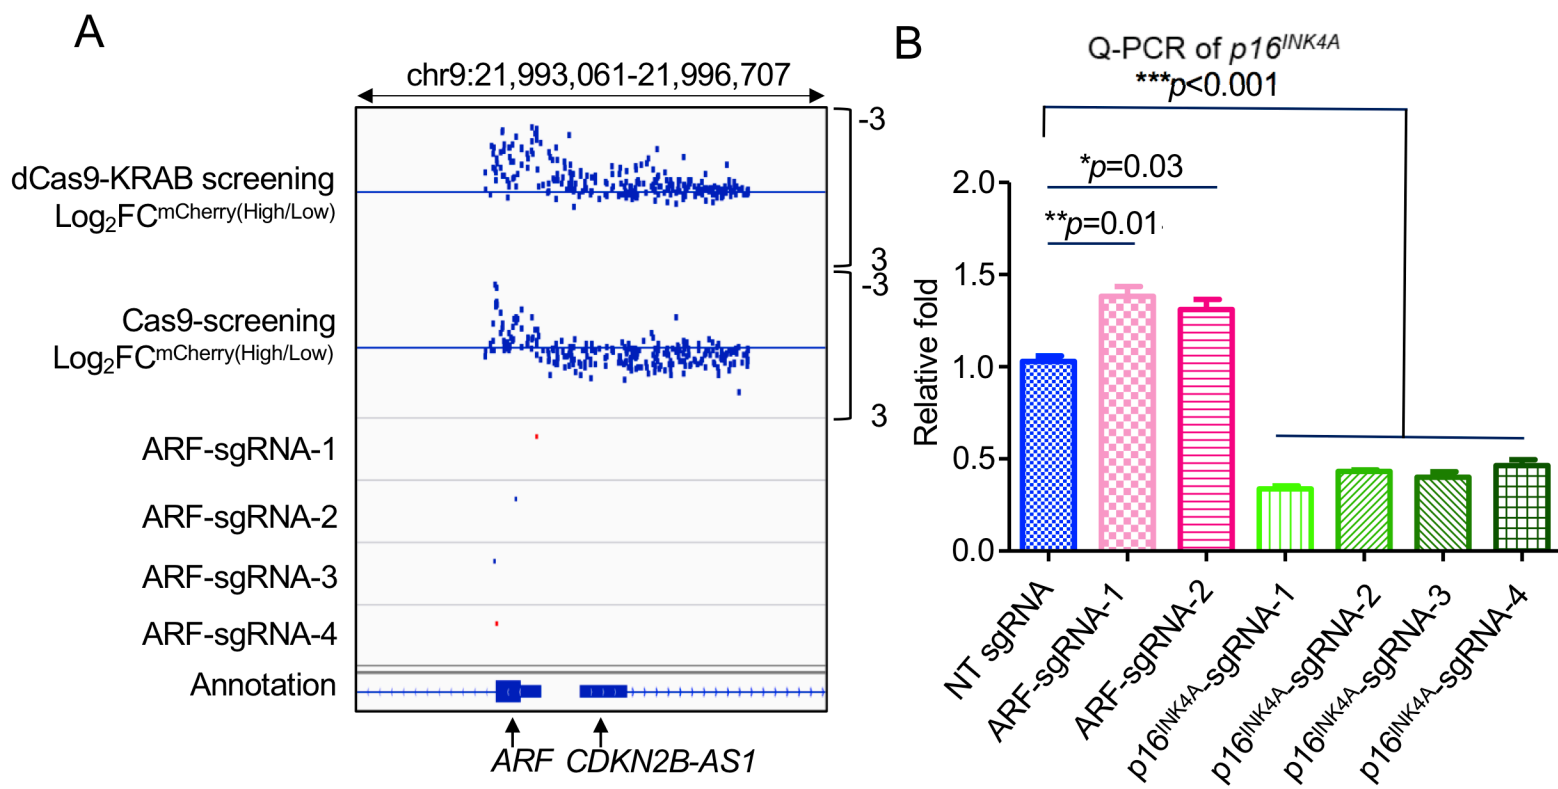 A
chr9:21,993,061-21,996,707
dCas9-KRAB screening
Log2FCmCherry(High/Low)
-3
3
Cas9-screening
Log2FCmCherry(High/Low)
-3
3
ARF-sgRNA-1
ARF-sgRNA-2
ARF-sgRNA-3
ARF-sgRNA-4
Annotation
ARF
CDKN2B-AS1
B
Q-PCR of p16INK4A
***p<0.001
*p=0.03
**p=0.01
Relative fold
2.0
1.5
1.0
0.5
0.0
NT sgRNA
ARF-sgRNA-1
ARF-sgRNA-2
p16INK4A-sgRNA-1
p16INK4A-sgRNA-2
p16INK4A-sgRNA-3
p16INK4A-sgRNA-4